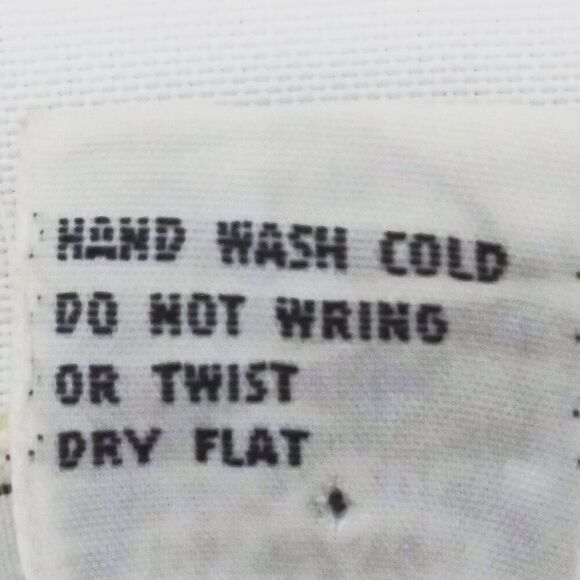 HAND WASH COLD
DO NOT WRING
OR TWIST
DRY FLAT